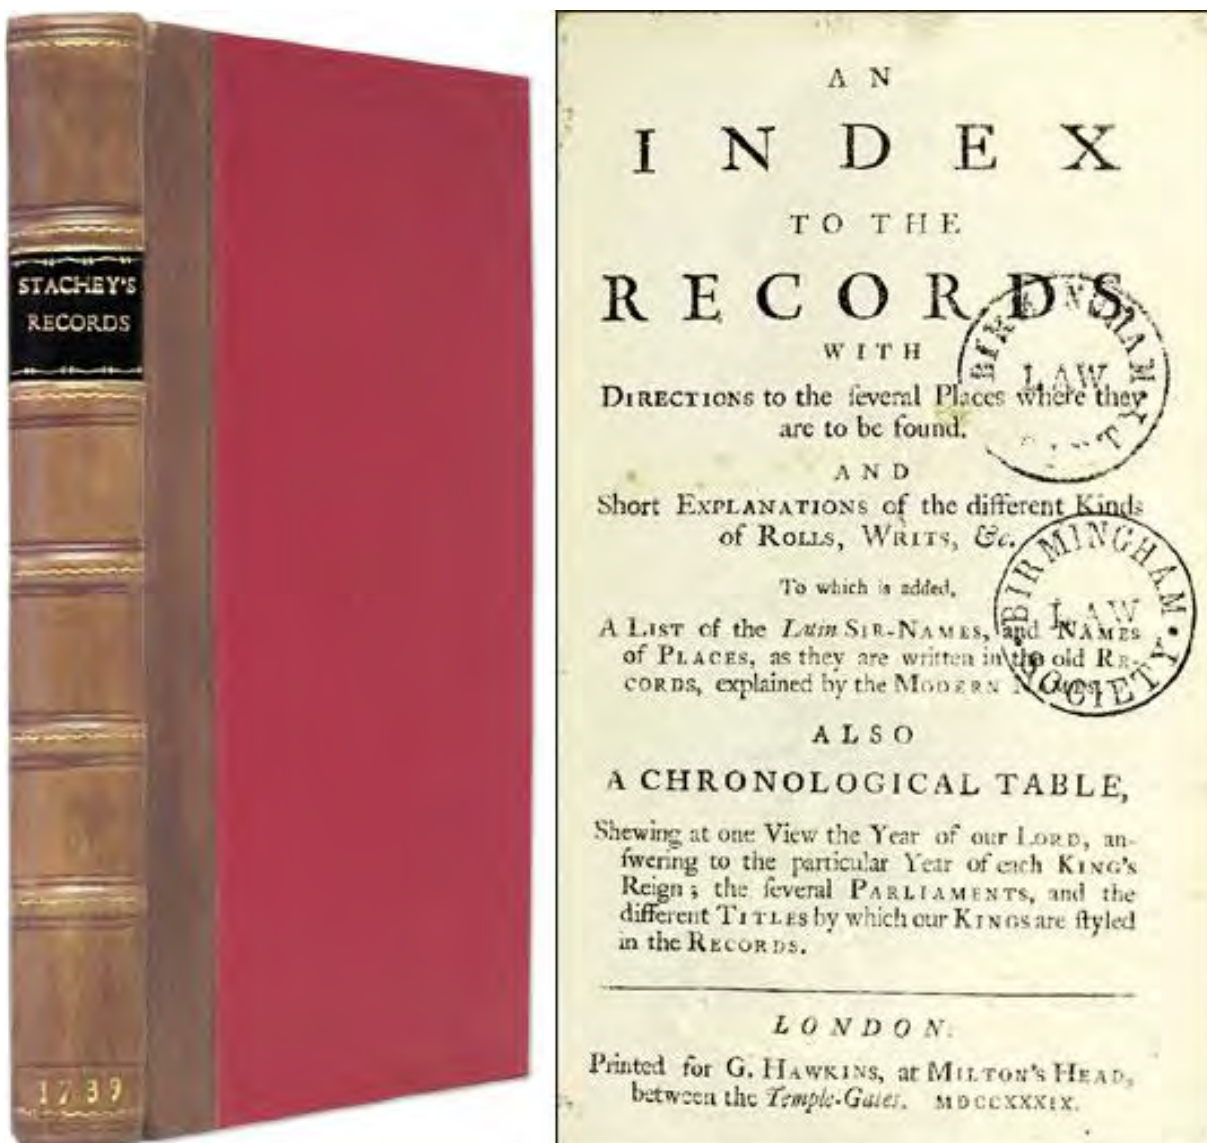 STACHEY'S
RECORDS
1739
AN
INDEX
TO THE
RECORDS,
WITH
DIRECTIONS to the ſeveral Places where they
are to be found.
AND
Short EXPLANATIONS of the different Kinds
of ROLLS, WRITS, &c.
To which is added,
A LIST of the Latin SIR-NAMES, and NAMES
of PLACES, as they are written in the old RE-
CORDS, explained by the MODERN NAMES.
ALSO
A CHRONOLOGICAL TABLE,
Shewing at one View the Year of our LORD, an-
ſwering to the particular Year of each KING'S
Reign; the ſeveral PARLIAMENTS, and the
different TITLES by which our KINGS are ſtyled
in the RECORDS.
LONDON:
Printed for G. HAWKINS, at MILTON'S HEAD,
between the Temple-Gates. MDCCXXXIX.
BIRMINGHAM
LAW
BIRMINGHAM
LAW
SOCIETY